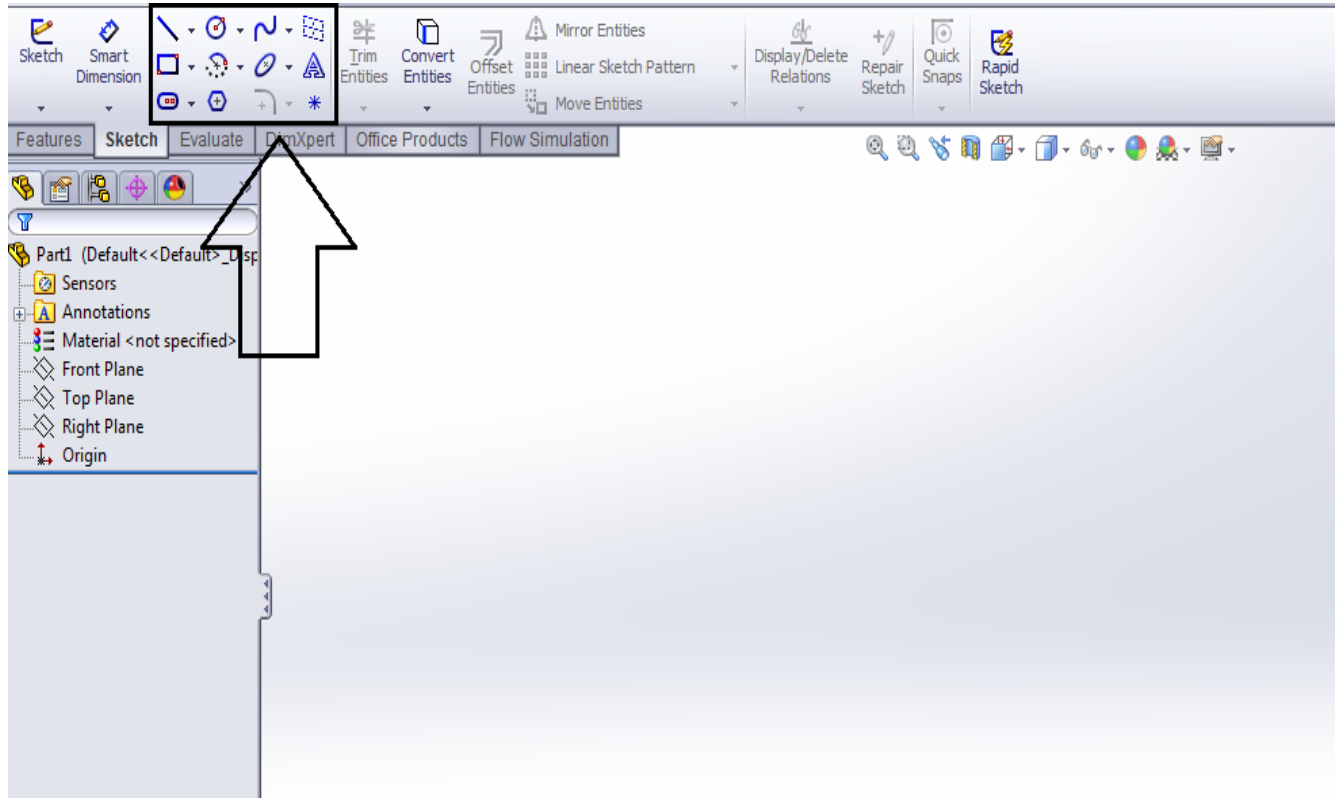 Sketch
Smart
Dimension
Trim
Entities
Convert
Entities
Offset
Entities
Mirror Entities
Linear Sketch Pattern
Move Entities
Display/Delete
Relations
Repair
Sketch
Quick
Snaps
Rapid
Sketch
Features Sketch Evaluate DimXpert Office Products Flow Simulation
Part1 (Default<<Default>_Disp
Sensors
Annotations
Material <not specified>
Front Plane
Top Plane
Right Plane
Origin